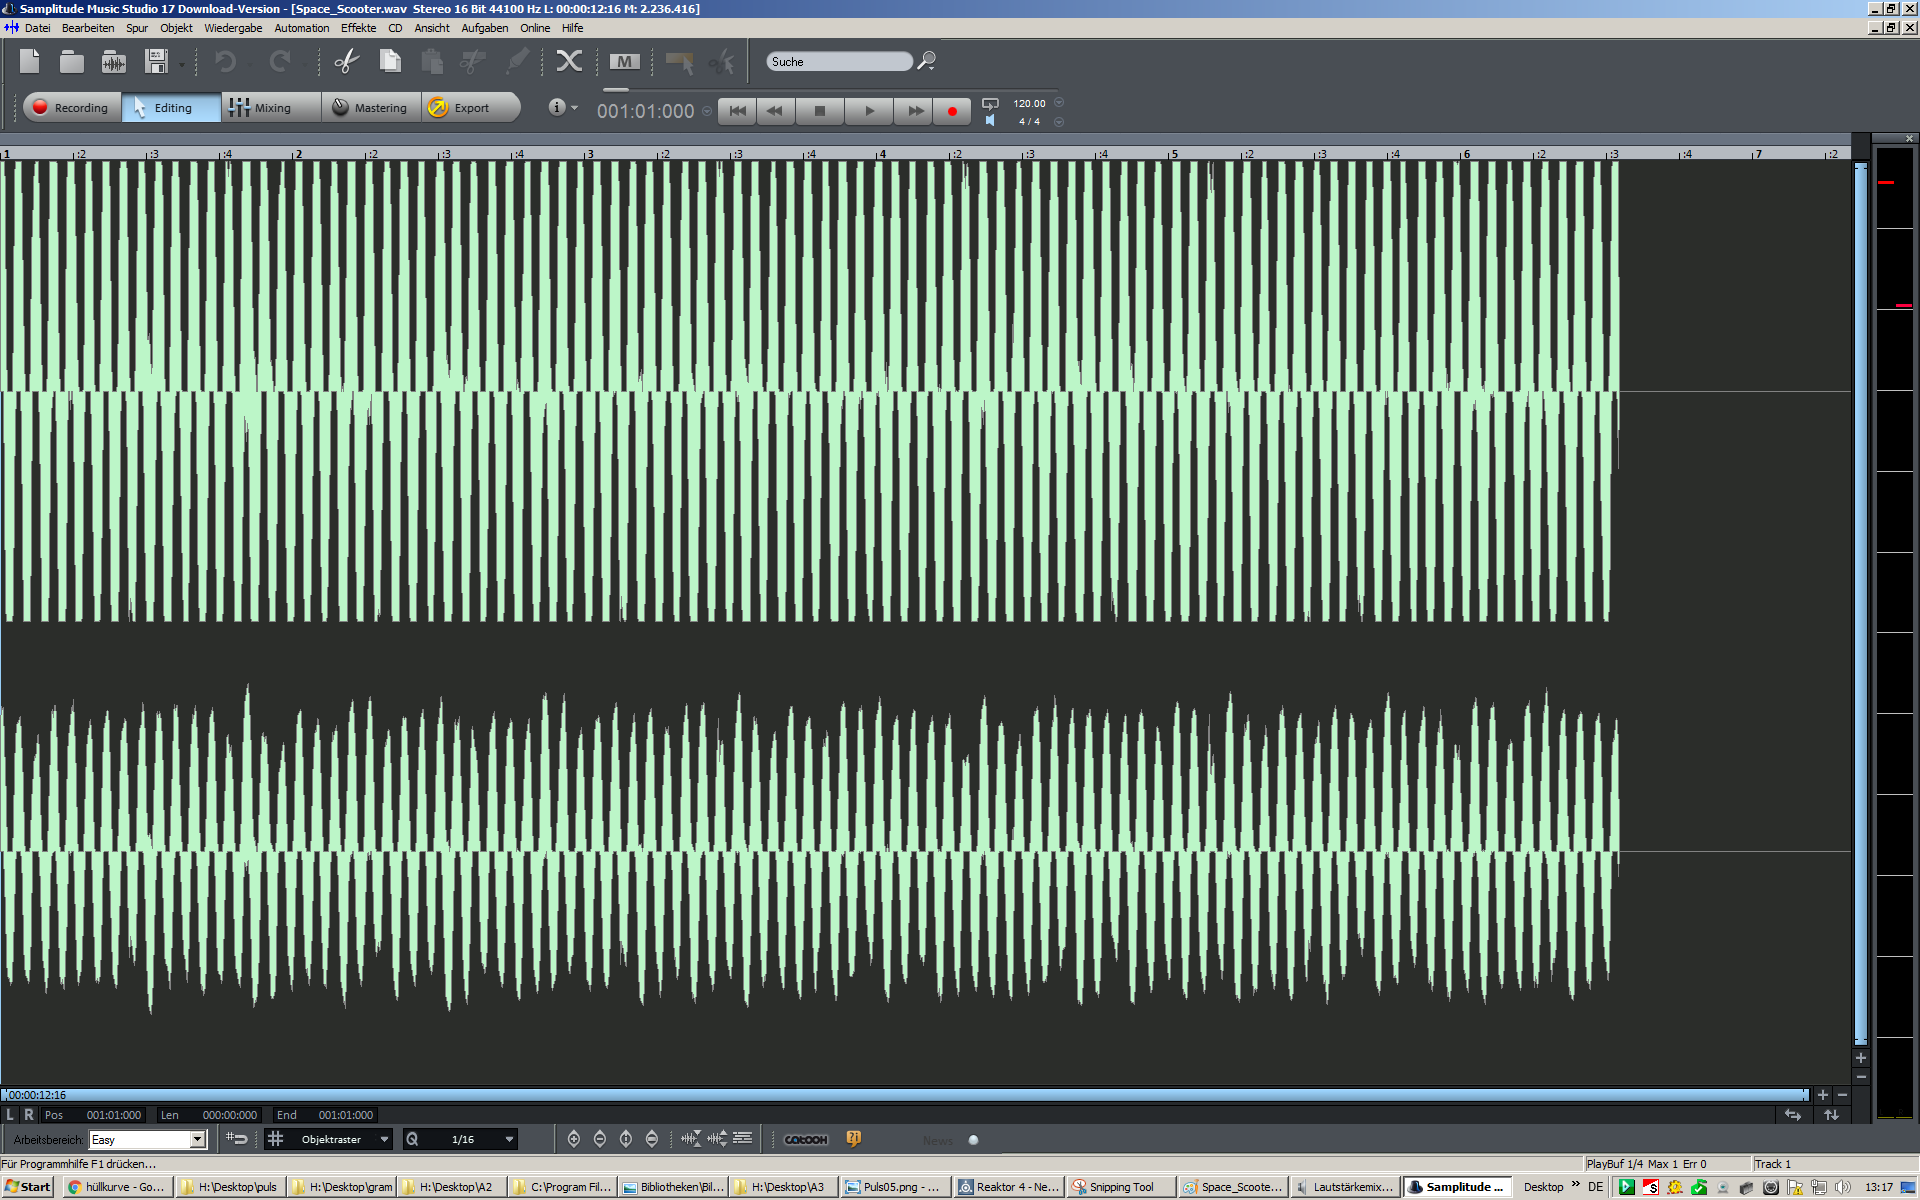 Samplitude Music Studio 17 Download-Version - [Space_Scooter.wav Stereo 16 Bit 44100 Hz L: 00:00:12:16 M: 2.236.416]
Datei Bearbeiten Spur Objekt Wiedergabe Automation Effekte CD Ansicht Aufgaben Online Hilfe
M Suche
Recording Editing Mixing Mastering Export i 001:01:000 120.00
4 / 4
1 :2 :3 :4 2 :2 :3 :4 3 :2 :3 :4 4 :2 :3 :4 5 :2 :3 :4 6 :2 :3 :4 7 :2
00:00:12:16
L R Pos 001:01:000 Len 000:00:000 End 001:01:000
Arbeitsbereich: Easy Objektraster Q 1/16 catooh News
Für Programmhilfe F1 drücken... PlayBuf 1/4 Max 1 Err 0 Track 1
Start hüllkurve - Go... H:\Desktop\puls H:\Desktop\gram H:\Desktop\A2 C:\Program Fil... Bibliotheken\Bil... H:\Desktop\A3 Puls05.png - ... Reaktor 4 - Ne... Snipping Tool Space_Scoote... Lautstärkemix... Samplitude ... Desktop » DE 13:17